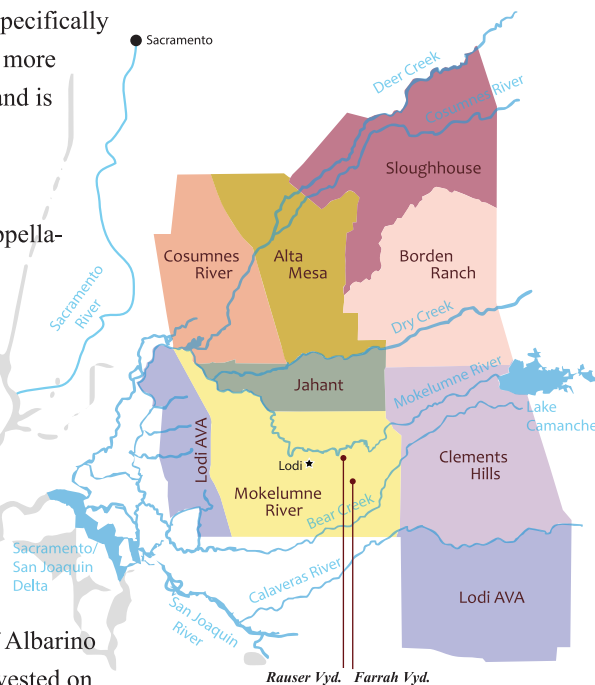 pecifically
more
and is
ppella-
Albarino
vested on
Sacramento
Deer Creek
Cosumnes River
Sloughhouse
Cosumnes
River
Alta
Mesa
Borden
Ranch
Sacramento
River
Dry Creek
Jahant
Mokelumne River
Lake
Camanche
Lodi AVA
Lodi
Mokelumne
River
Clements
Hills
Bear Creek
Sacramento/
San Joaquin
Delta
Calaveras River
San Joaquin
River
Lodi AVA
Rauser Vyd.
Farrah Vyd.